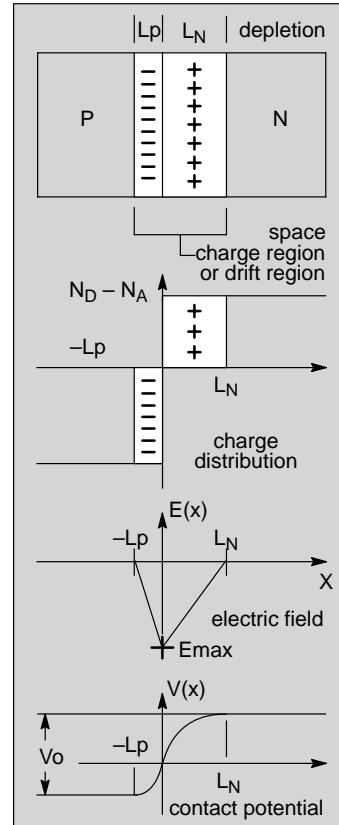 Lp L_N depletion
P N
space
charge region
or drift region
N_D – N_A
–Lp
L_N
charge
distribution
E(x)
–Lp L_N
X
electric field
Emax
V(x)
–Lp
Vo
L_N
contact potential